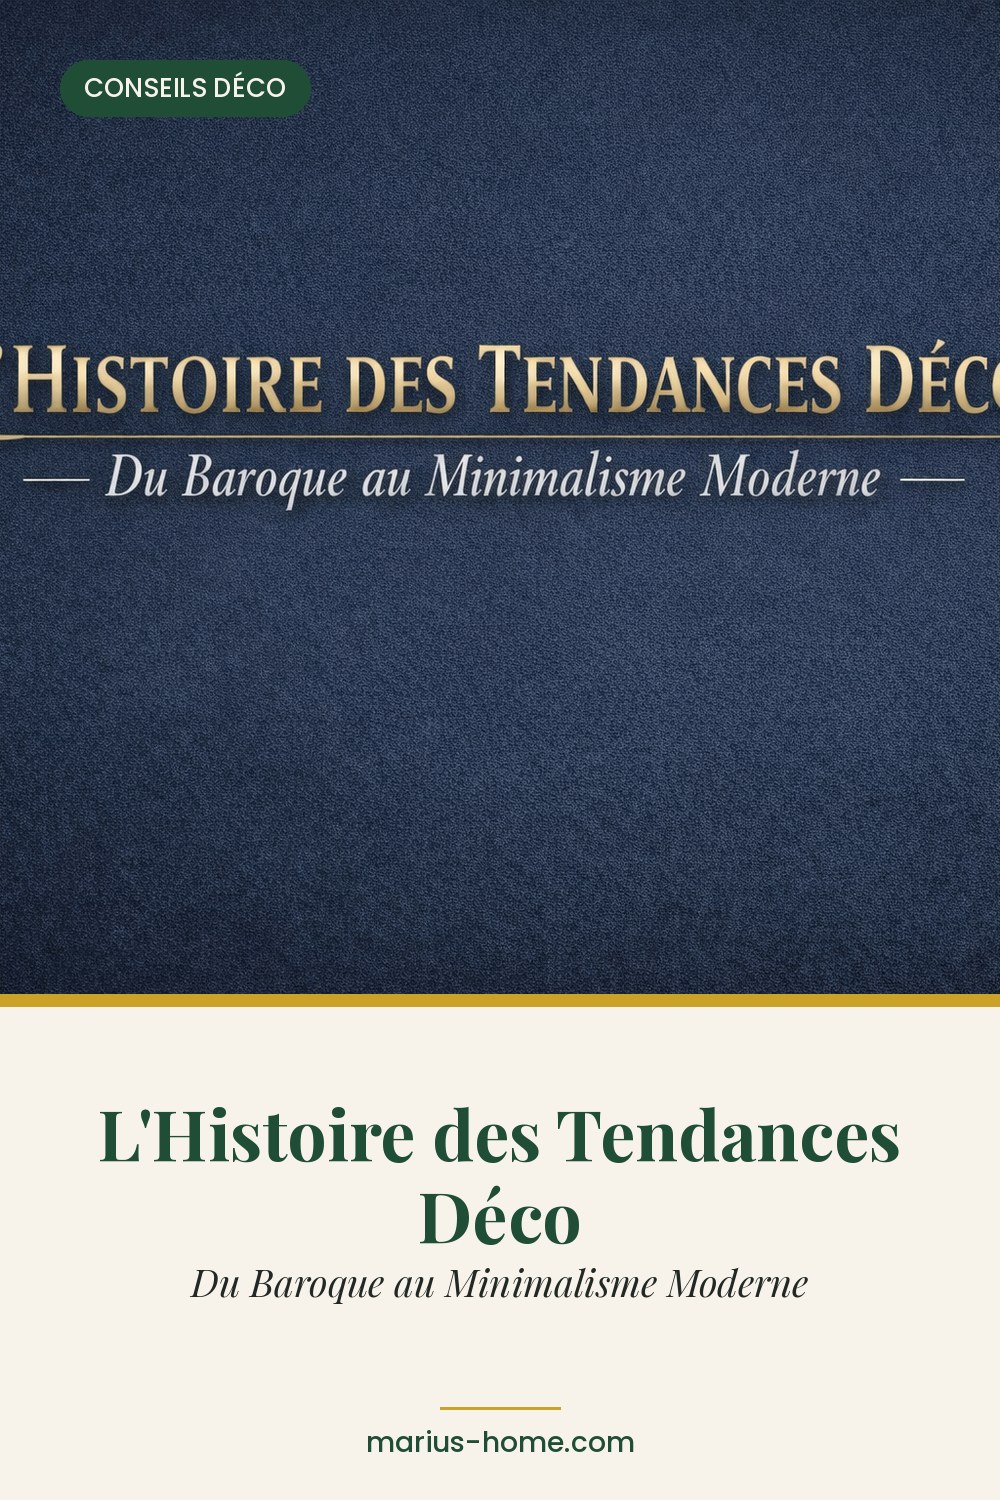 CONSEILS DÉCO
'HISTOIRE DES TENDANCES DÉCO
— Du Baroque au Minimalisme Moderne —
L'Histoire des Tendances
Déco
Du Baroque au Minimalisme Moderne
marius-home.com